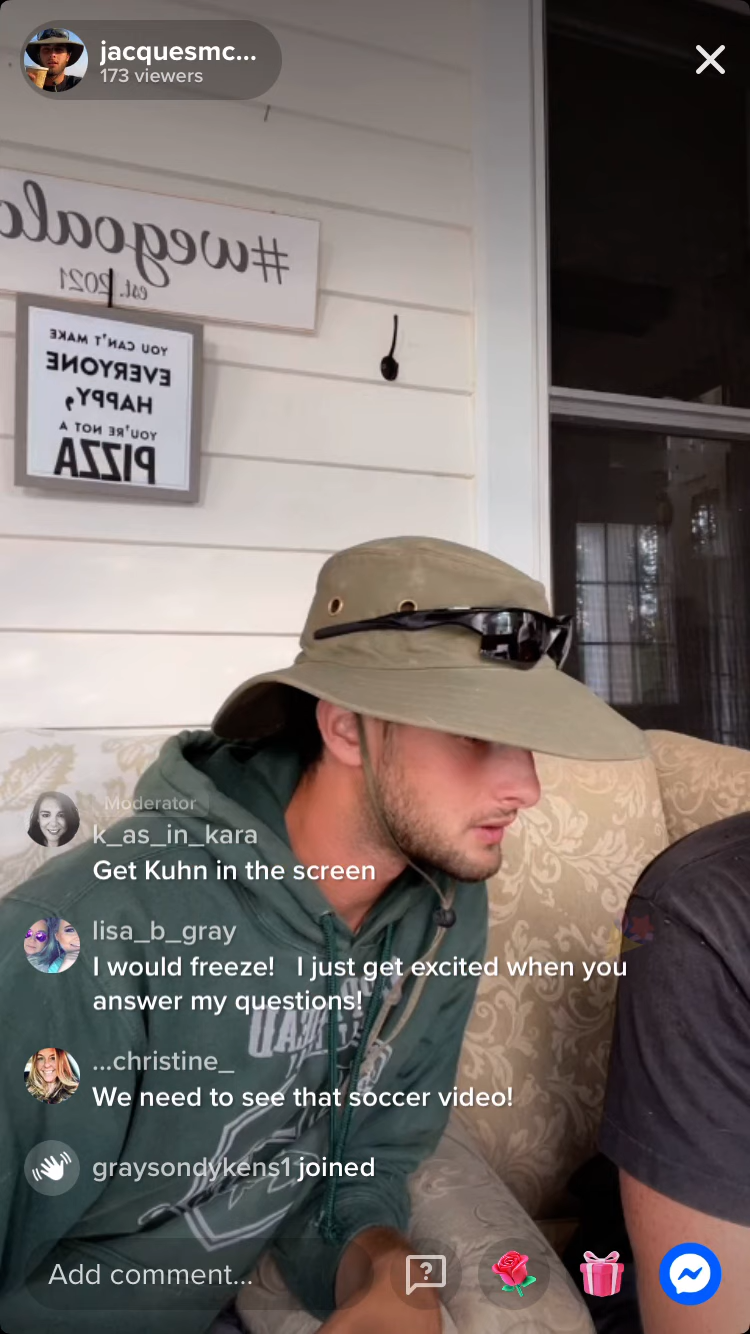 jacquesmc...
173 viewers
#wegoalo
est. 2021
YOU CAN'T MAKE
EVERYONE
HAPPY,
YOU'RE NOT A
PIZZA
Moderator
k_as_in_kara
Get Kuhn in the screen
lisa_b_gray
I would freeze! I just get excited when you
answer my questions!
...christine_
We need to see that soccer video!
graysondykens1 joined
Add comment...